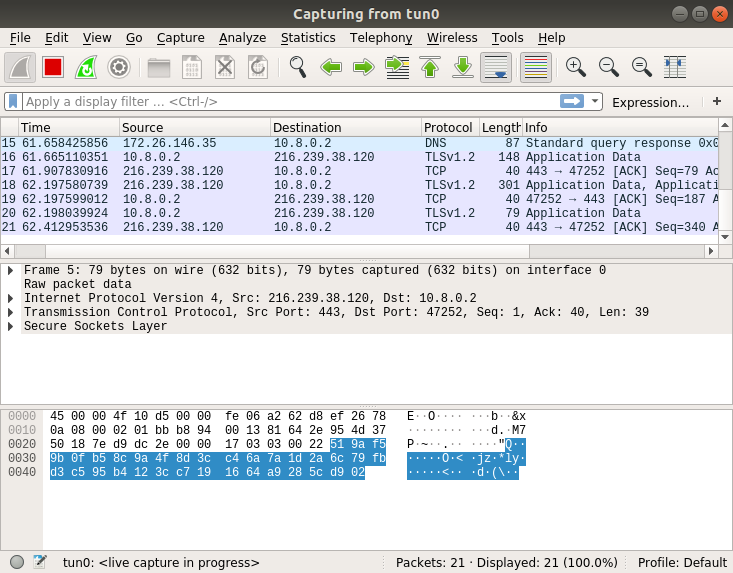 Capturing from tun0
File Edit View Go Capture Analyze Statistics Telephony Wireless Tools Help
Apply a display filter ... <Ctrl-/> Expression... +
Time Source Destination Protocol Length Info
15 61.658425856 172.26.146.35 10.8.0.2 DNS 87 Standard query response 0x0
16 61.665110351 10.8.0.2 216.239.38.120 TLSv1.2 148 Application Data
17 61.907830916 216.239.38.120 10.8.0.2 TCP 40 443 → 47252 [ACK] Seq=79 Ac
18 62.197580739 216.239.38.120 10.8.0.2 TLSv1.2 301 Application Data, Applicati
19 62.197599012 10.8.0.2 216.239.38.120 TCP 40 47252 → 443 [ACK] Seq=187 A
20 62.198039924 10.8.0.2 216.239.38.120 TLSv1.2 79 Application Data
21 62.412953536 216.239.38.120 10.8.0.2 TCP 40 443 → 47252 [ACK] Seq=340 A
Frame 5: 79 bytes on wire (632 bits), 79 bytes captured (632 bits) on interface 0
Raw packet data
Internet Protocol Version 4, Src: 216.239.38.120, Dst: 10.8.0.2
Transmission Control Protocol, Src Port: 443, Dst Port: 47252, Seq: 1, Ack: 40, Len: 39
Secure Sockets Layer
0000 45 00 00 4f 10 d5 00 00 fe 06 a2 62 d8 ef 26 78 E··O···· ···b··&x
0010 0a 08 00 02 01 bb b8 94 00 13 81 64 2e 95 4d 37 ········ ···d.·M7
0020 50 18 7e d9 dc 2e 00 00 17 03 03 00 22 51 9a f5 P·~··.·· ····"Q··
0030 9b 0f b5 8c 9a 4f 8d 3c c4 6a 7a 1d 2a 6c 79 fb ·····O·< ·jz·*ly·
0040 d3 c5 95 b4 12 3c c7 19 16 64 a9 28 5c d9 02 ·····<·· ·d·(\··
tun0: <live capture in progress> Packets: 21 · Displayed: 21 (100.0%) Profile: Default